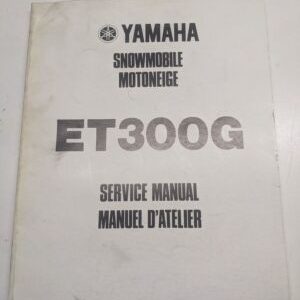 YAMAHA
SNOWMOBILE
MOTONEIGE
ET300G
SERVICE MANUAL
MANUEL D'ATELIER